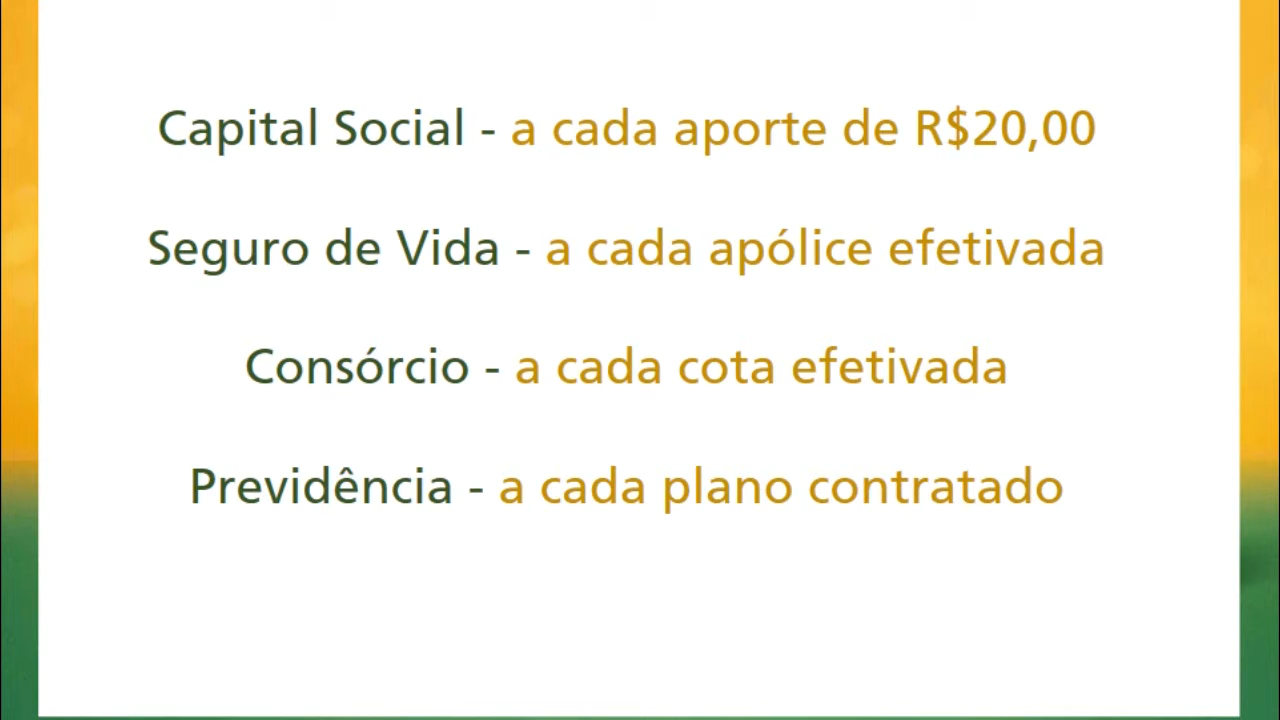 Capital Social - a cada aporte de R$20,00
Seguro de Vida - a cada apólice efetivada
Consórcio - a cada cota efetivada
Previdência - a cada plano contratado